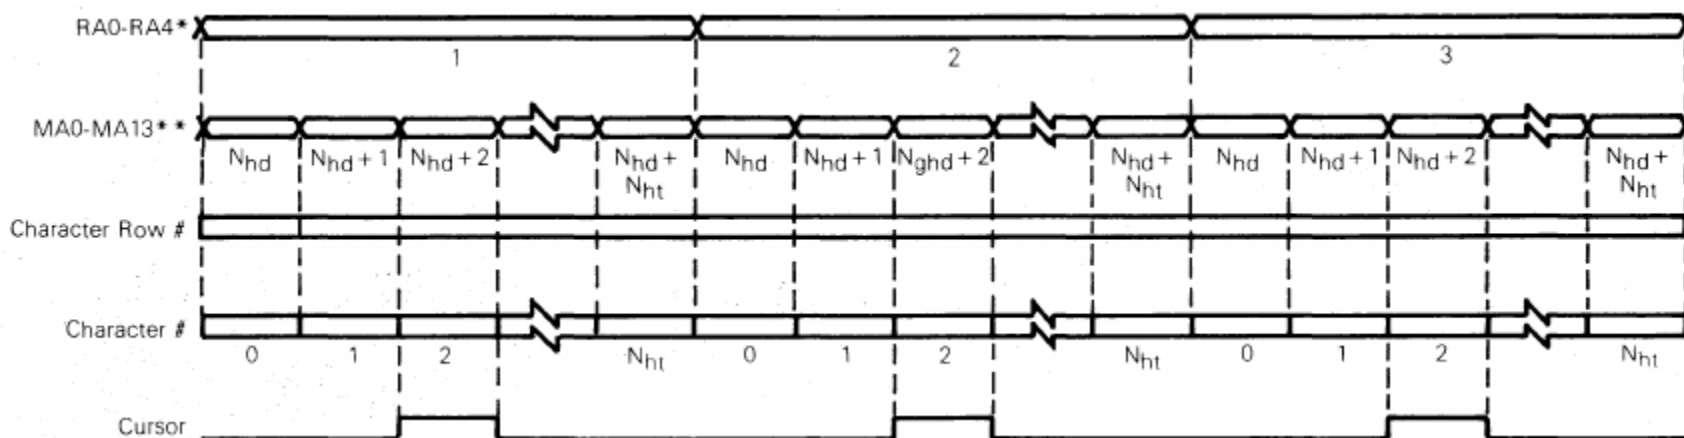 RA0-RA4*
1 2 3
MA0-MA13**
Nhd Nhd+1 Nhd+2 Nhd+ Nht Nhd Nhd+1 Nghd+2 Nhd+ Nht Nhd Nhd+1 Nhd+2 Nhd+ Nht
Character Row #
Character #
0 1 2 Nht 0 1 2 Nht 0 1 2 Nht
Cursor